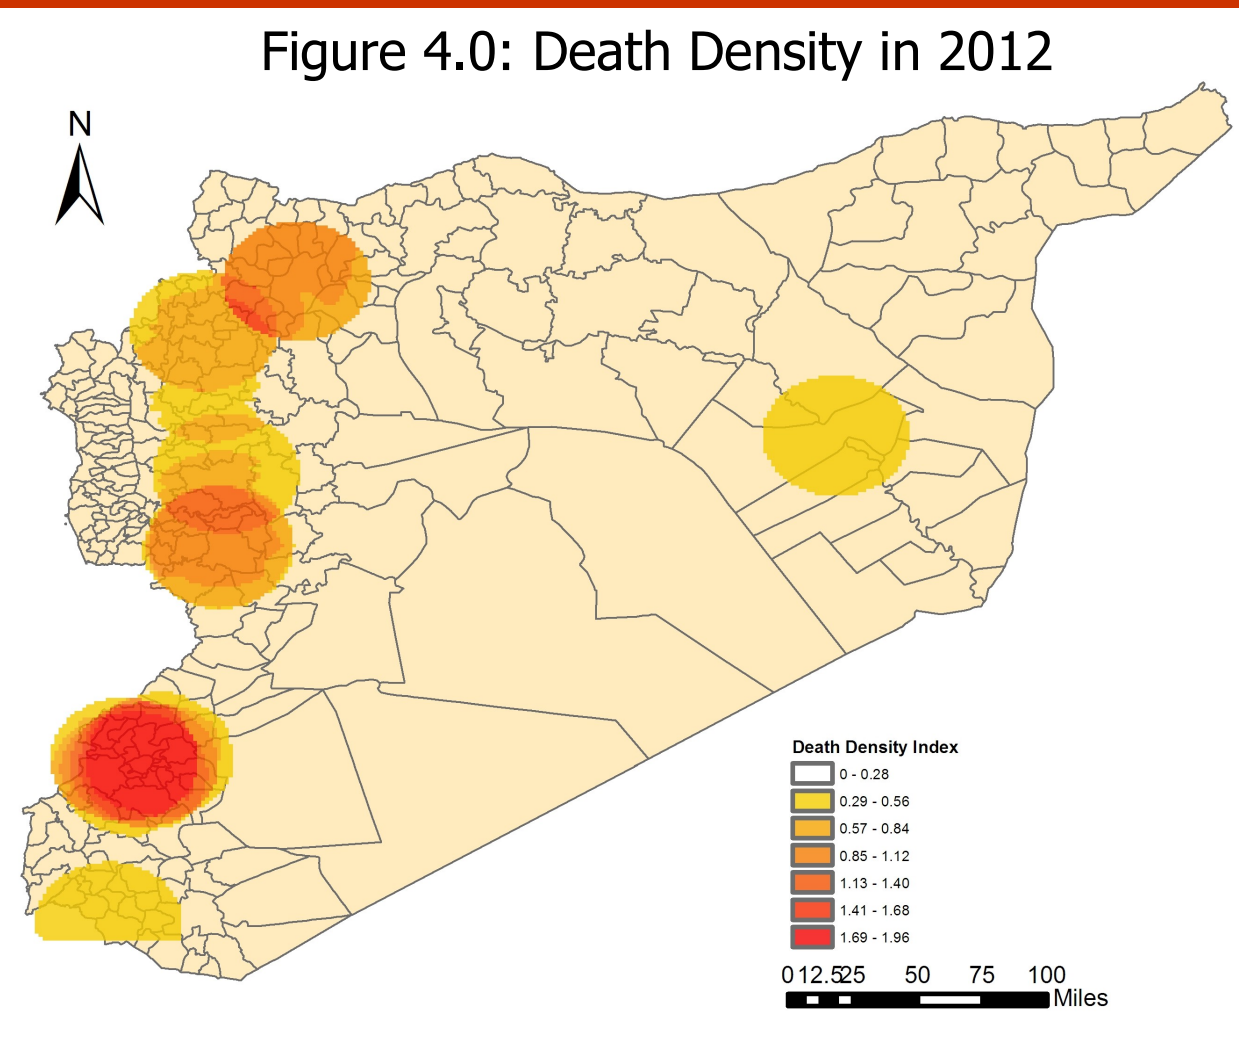 Figure 4.0: Death Density in 2012
N
Death Density Index
0 - 0.28
0.29 - 0.56
0.57 - 0.84
0.85 - 1.12
1.13 - 1.40
1.41 - 1.68
1.69 - 1.96
0 12.5 25 50 75 100
Miles